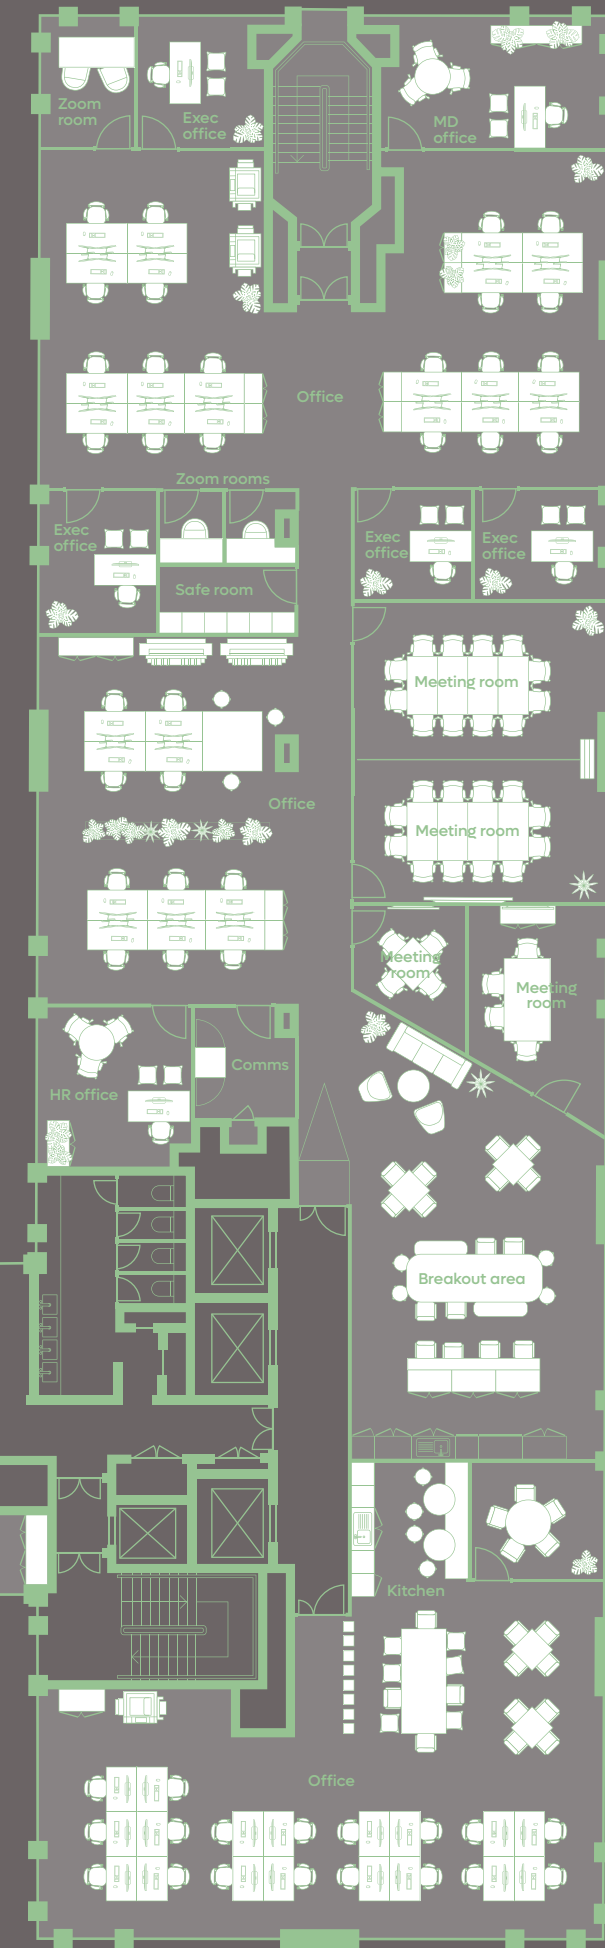 Zoom
room
Exec
office
MD
office
Office
Zoom rooms
Exec
office
Safe room
Exec
office
Exec
office
Meeting room
Office
Meeting room
Meeting
room
Meeting
room
HR office
Comms
Breakout area
Kitchen
Office